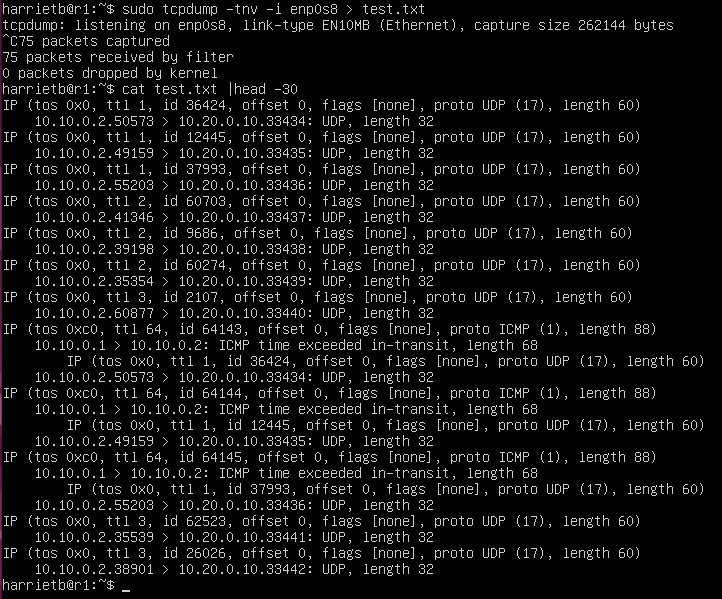 harrietb@r1:~$ sudo tcpdump -tnv -i enp0s8 > test.txt
tcpdump: listening on enp0s8, link-type EN10MB (Ethernet), capture size 262144 bytes
^C75 packets captured
75 packets received by filter
0 packets dropped by kernel
harrietb@r1:~$ cat test.txt |head -30
IP (tos 0x0, ttl 1, id 36424, offset 0, flags [none], proto UDP (17), length 60)
    10.10.0.2.50573 > 10.20.0.10.33434: UDP, length 32
IP (tos 0x0, ttl 1, id 12445, offset 0, flags [none], proto UDP (17), length 60)
    10.10.0.2.49159 > 10.20.0.10.33435: UDP, length 32
IP (tos 0x0, ttl 1, id 37993, offset 0, flags [none], proto UDP (17), length 60)
    10.10.0.2.55203 > 10.20.0.10.33436: UDP, length 32
IP (tos 0x0, ttl 2, id 60703, offset 0, flags [none], proto UDP (17), length 60)
    10.10.0.2.41346 > 10.20.0.10.33437: UDP, length 32
IP (tos 0x0, ttl 2, id 9686, offset 0, flags [none], proto UDP (17), length 60)
    10.10.0.2.39198 > 10.20.0.10.33438: UDP, length 32
IP (tos 0x0, ttl 2, id 60274, offset 0, flags [none], proto UDP (17), length 60)
    10.10.0.2.35354 > 10.20.0.10.33439: UDP, length 32
IP (tos 0x0, ttl 3, id 2107, offset 0, flags [none], proto UDP (17), length 60)
    10.10.0.2.60877 > 10.20.0.10.33440: UDP, length 32
IP (tos 0xc0, ttl 64, id 64143, offset 0, flags [none], proto ICMP (1), length 88)
    10.10.0.1 > 10.10.0.2: ICMP time exceeded in-transit, length 68
        IP (tos 0x0, ttl 1, id 36424, offset 0, flags [none], proto UDP (17), length 60)
    10.10.0.2.50573 > 10.20.0.10.33434: UDP, length 32
IP (tos 0xc0, ttl 64, id 64144, offset 0, flags [none], proto ICMP (1), length 88)
    10.10.0.1 > 10.10.0.2: ICMP time exceeded in-transit, length 68
        IP (tos 0x0, ttl 1, id 12445, offset 0, flags [none], proto UDP (17), length 60)
    10.10.0.2.49159 > 10.20.0.10.33435: UDP, length 32
IP (tos 0xc0, ttl 64, id 64145, offset 0, flags [none], proto ICMP (1), length 88)
    10.10.0.1 > 10.10.0.2: ICMP time exceeded in-transit, length 68
        IP (tos 0x0, ttl 1, id 37993, offset 0, flags [none], proto UDP (17), length 60)
    10.10.0.2.55203 > 10.20.0.10.33436: UDP, length 32
IP (tos 0x0, ttl 3, id 62523, offset 0, flags [none], proto UDP (17), length 60)
    10.10.0.2.35539 > 10.20.0.10.33441: UDP, length 32
IP (tos 0x0, ttl 3, id 26026, offset 0, flags [none], proto UDP (17), length 60)
    10.10.0.2.38901 > 10.20.0.10.33442: UDP, length 32
harrietb@r1:~$ _